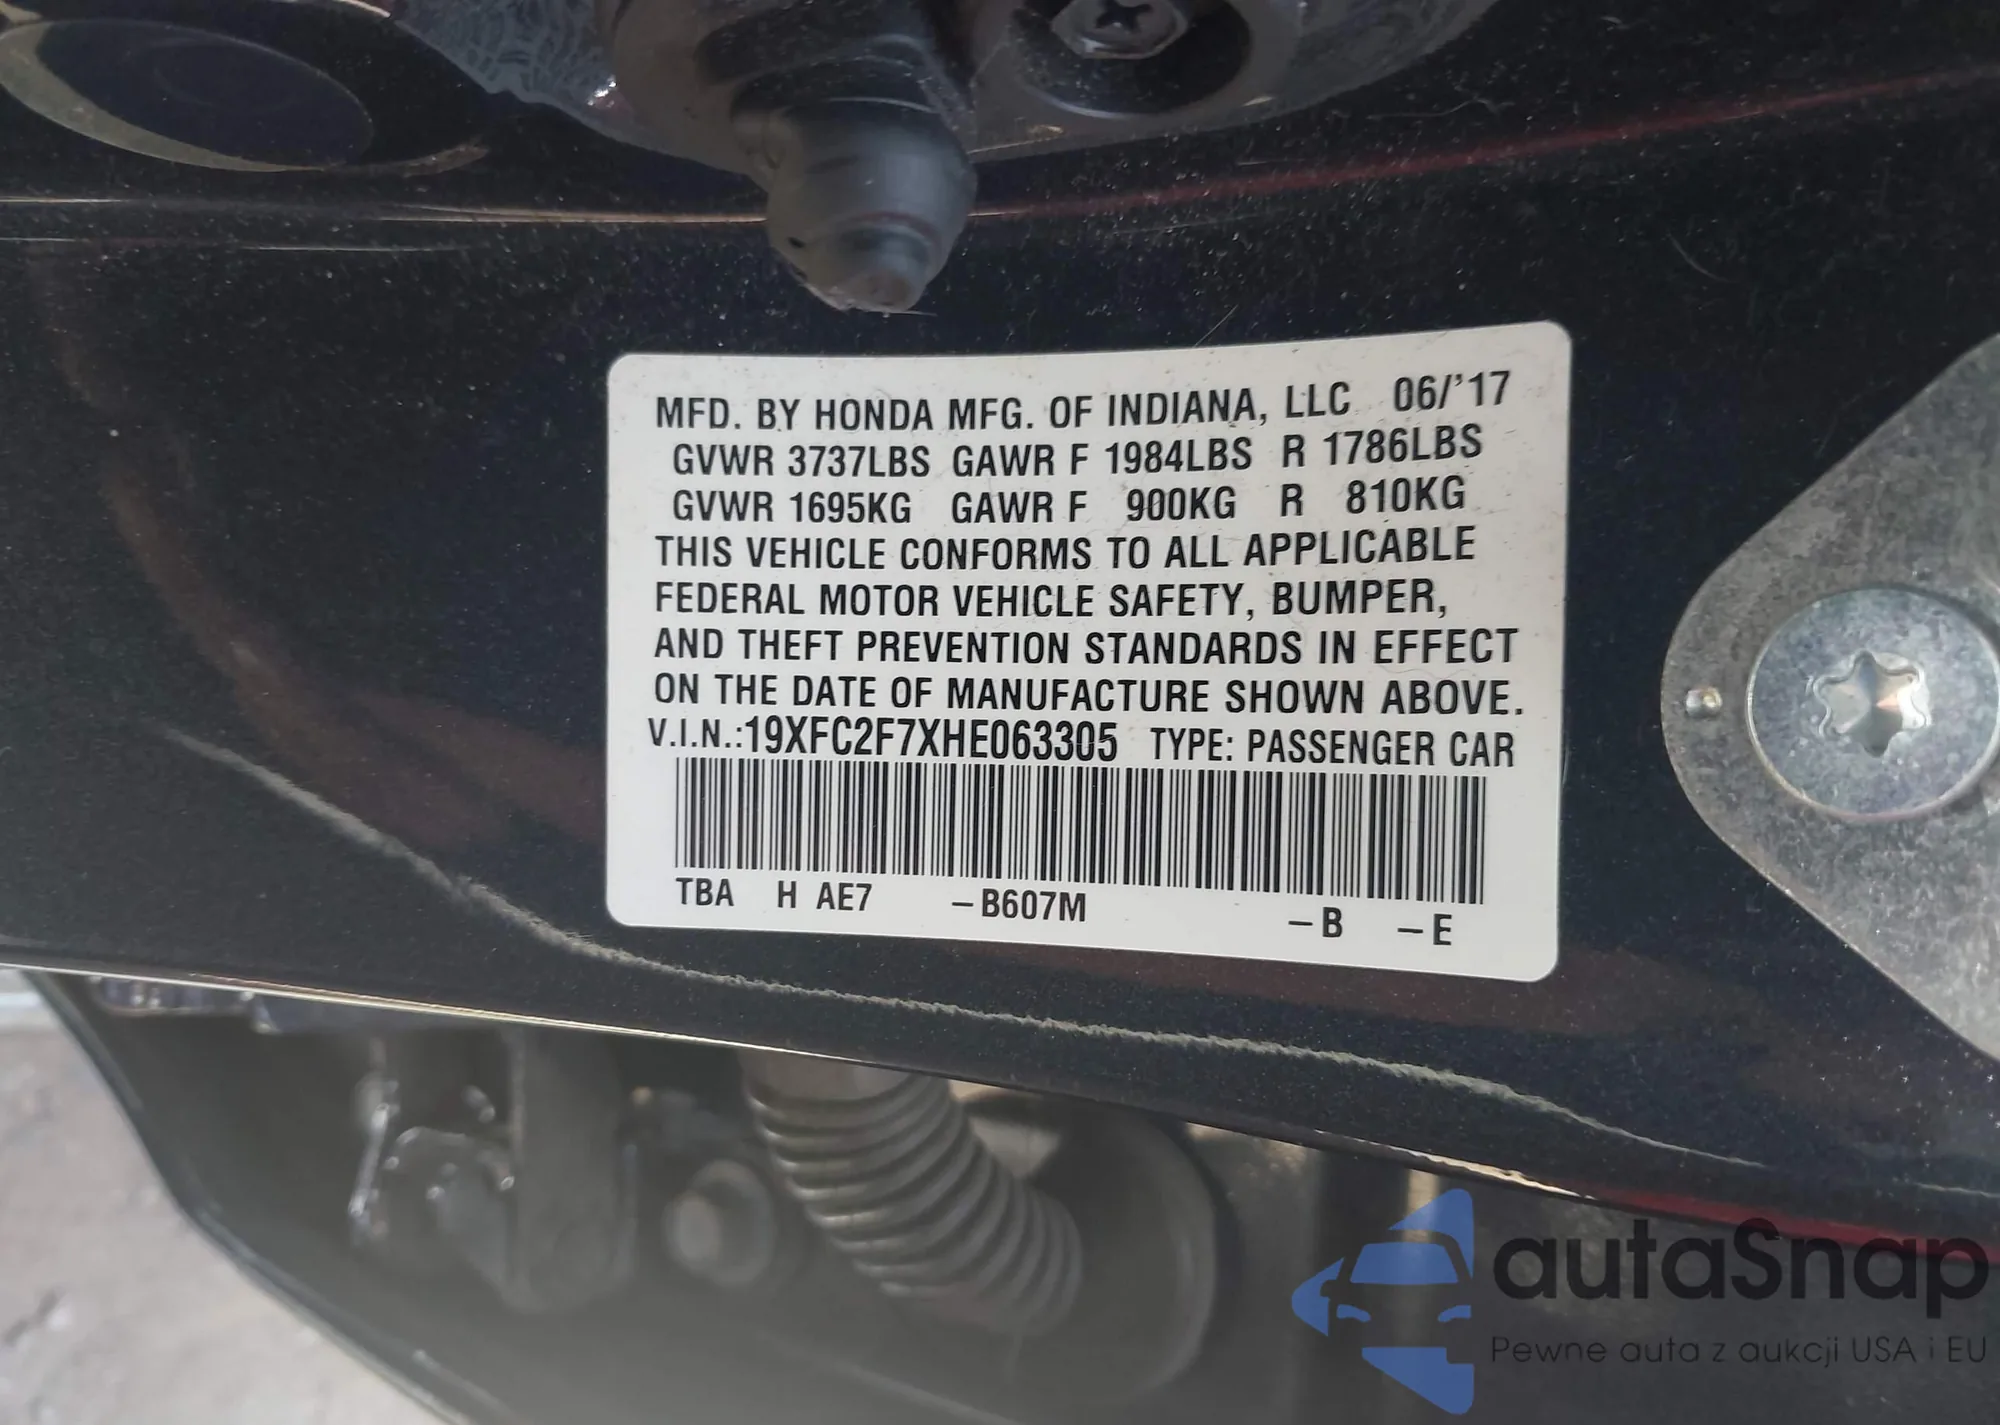 MFD. BY HONDA MFG. OF INDIANA, LLC 06/'17
GVWR 3737LBS GAWR F 1984LBS R 1786LBS
GVWR 1695KG GAWR F 900KG R 810KG
THIS VEHICLE CONFORMS TO ALL APPLICABLE
FEDERAL MOTOR VEHICLE SAFETY, BUMPER,
AND THEFT PREVENTION STANDARDS IN EFFECT
ON THE DATE OF MANUFACTURE SHOWN ABOVE.
V.I.N.:19XFC2F7XHE063305 TYPE: PASSENGER CAR
TBA H AE7 –B607M –B –E
autaSnap
Pewne auta z aukcji USA i EU